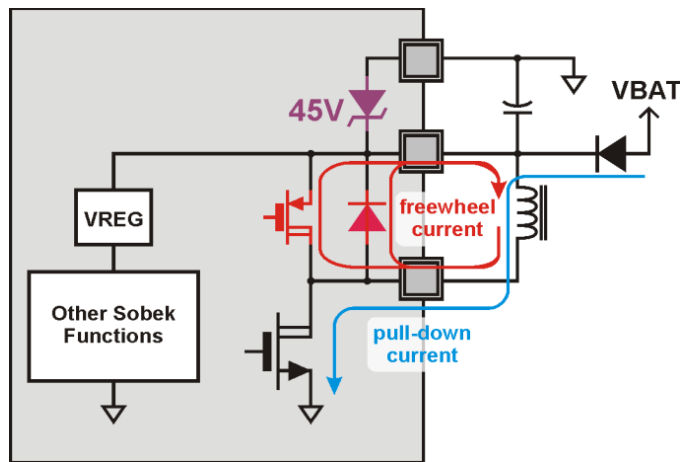 45V
VBAT
VREG
freewheel
current
Other Sobek
Functions
pull-down
current